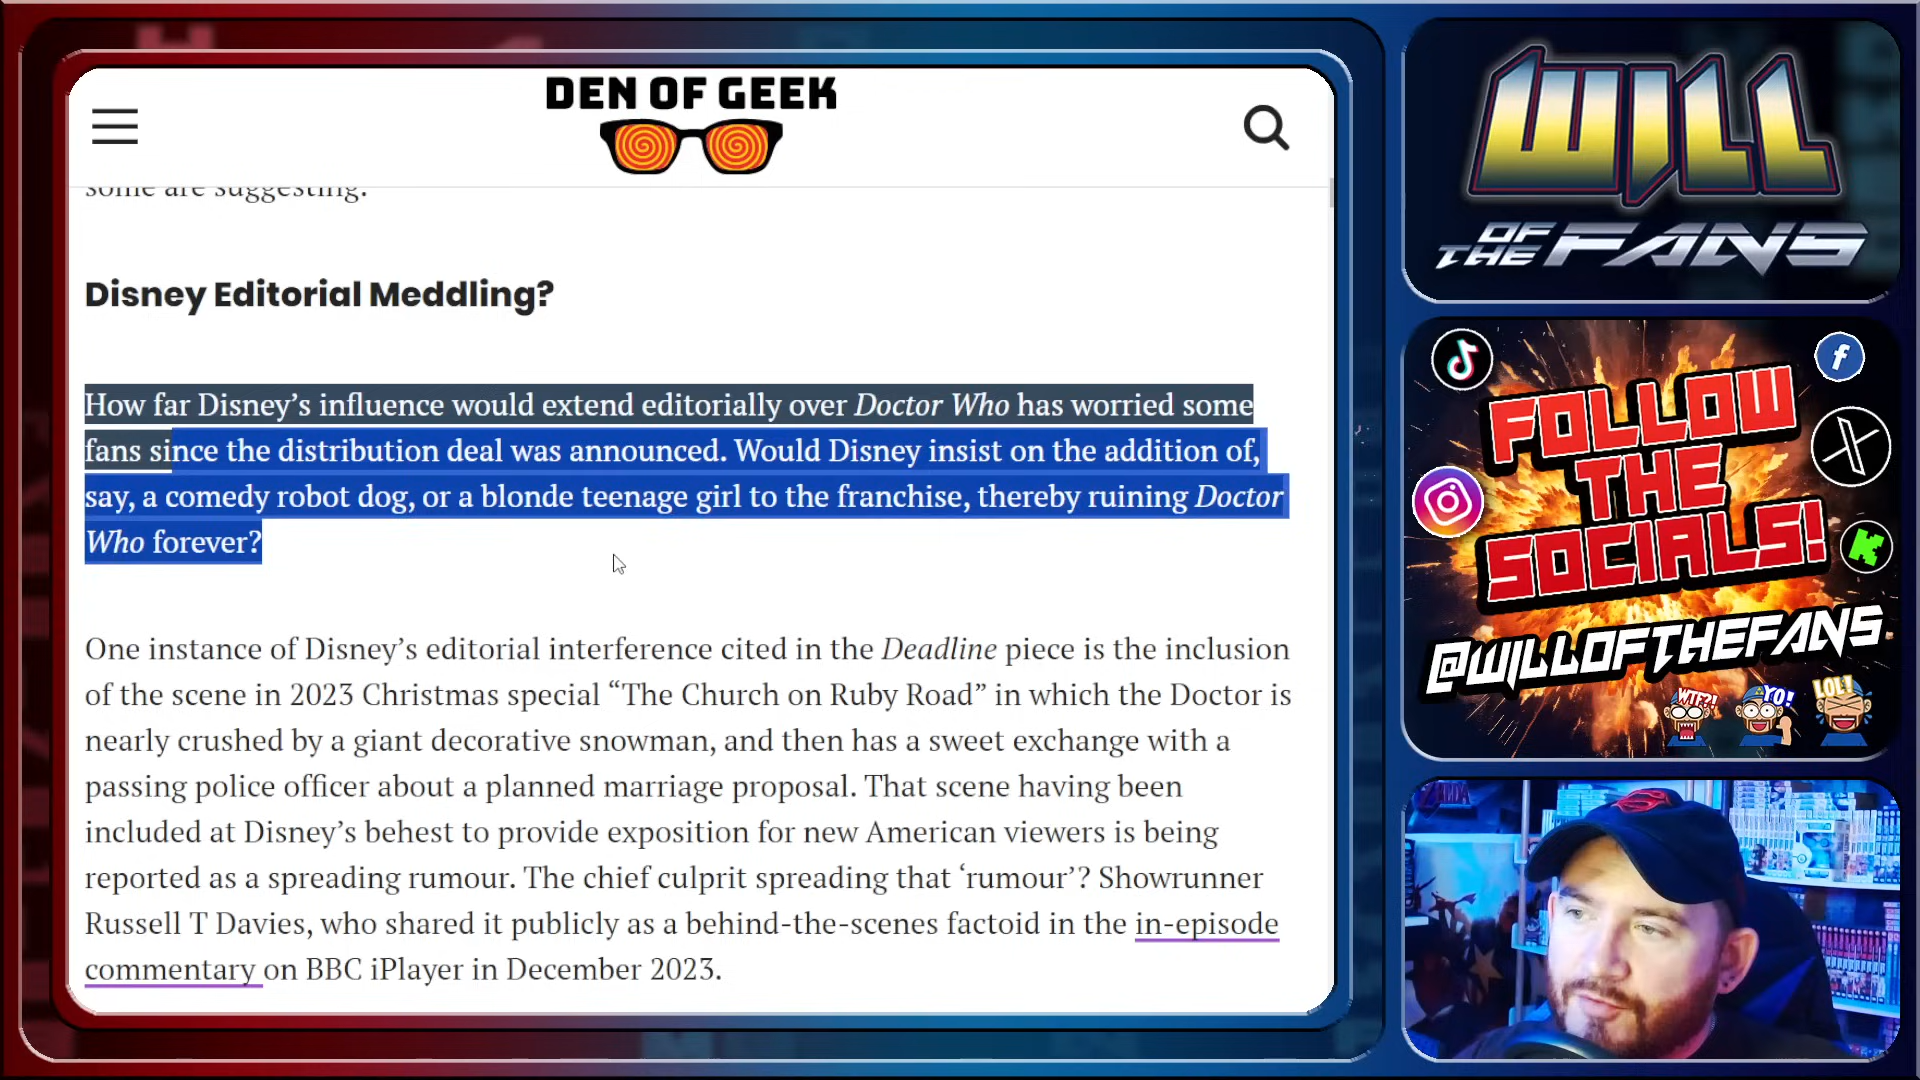 DEN OF GEEK
some are suggesting.
Disney Editorial Meddling?
How far Disney’s influence would extend editorially over Doctor Who has worried some
fans since the distribution deal was announced. Would Disney insist on the addition of,
say, a comedy robot dog, or a blonde teenage girl to the franchise, thereby ruining Doctor
Who forever?
One instance of Disney’s editorial interference cited in the Deadline piece is the inclusion
of the scene in 2023 Christmas special “The Church on Ruby Road” in which the Doctor is
nearly crushed by a giant decorative snowman, and then has a sweet exchange with a
passing police officer about a planned marriage proposal. That scene having been
included at Disney’s behest to provide exposition for new American viewers is being
reported as a spreading rumour. The chief culprit spreading that ‘rumour’? Showrunner
Russell T Davies, who shared it publicly as a behind-the-scenes factoid in the in-episode
commentary on BBC iPlayer in December 2023.
WILL
OF THE FANS
FOLLOW
THE
SOCIALS!
@WILLOFTHEFANS
WTF?!
YO!
LOL!